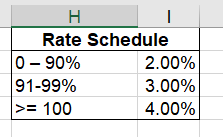 H I
Rate Schedule
0 – 90% 2.00%
91-99% 3.00%
>= 100 4.00%